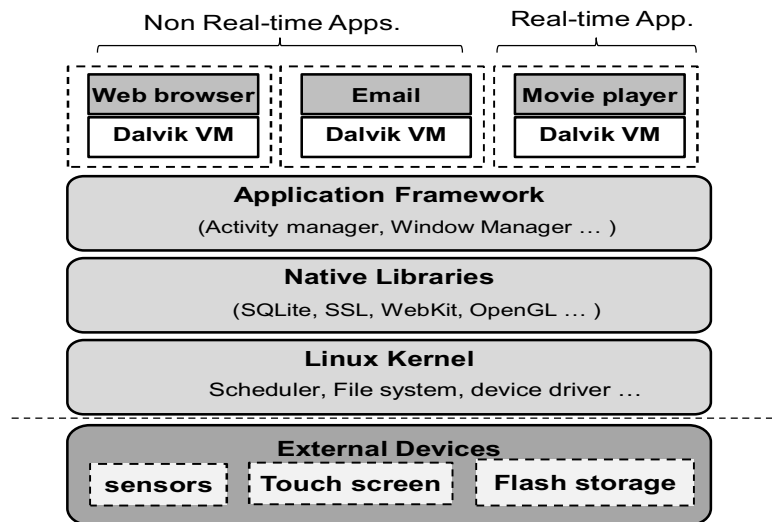 Non Real-time Apps. Real-time App.
Web browser Email Movie player
Dalvik VM Dalvik VM Dalvik VM
Application Framework
(Activity manager, Window Manager ... )
Native Libraries
(SQLite, SSL, WebKit, OpenGL ... )
Linux Kernel
Scheduler, File system, device driver ...
External Devices
sensors Touch screen Flash storage